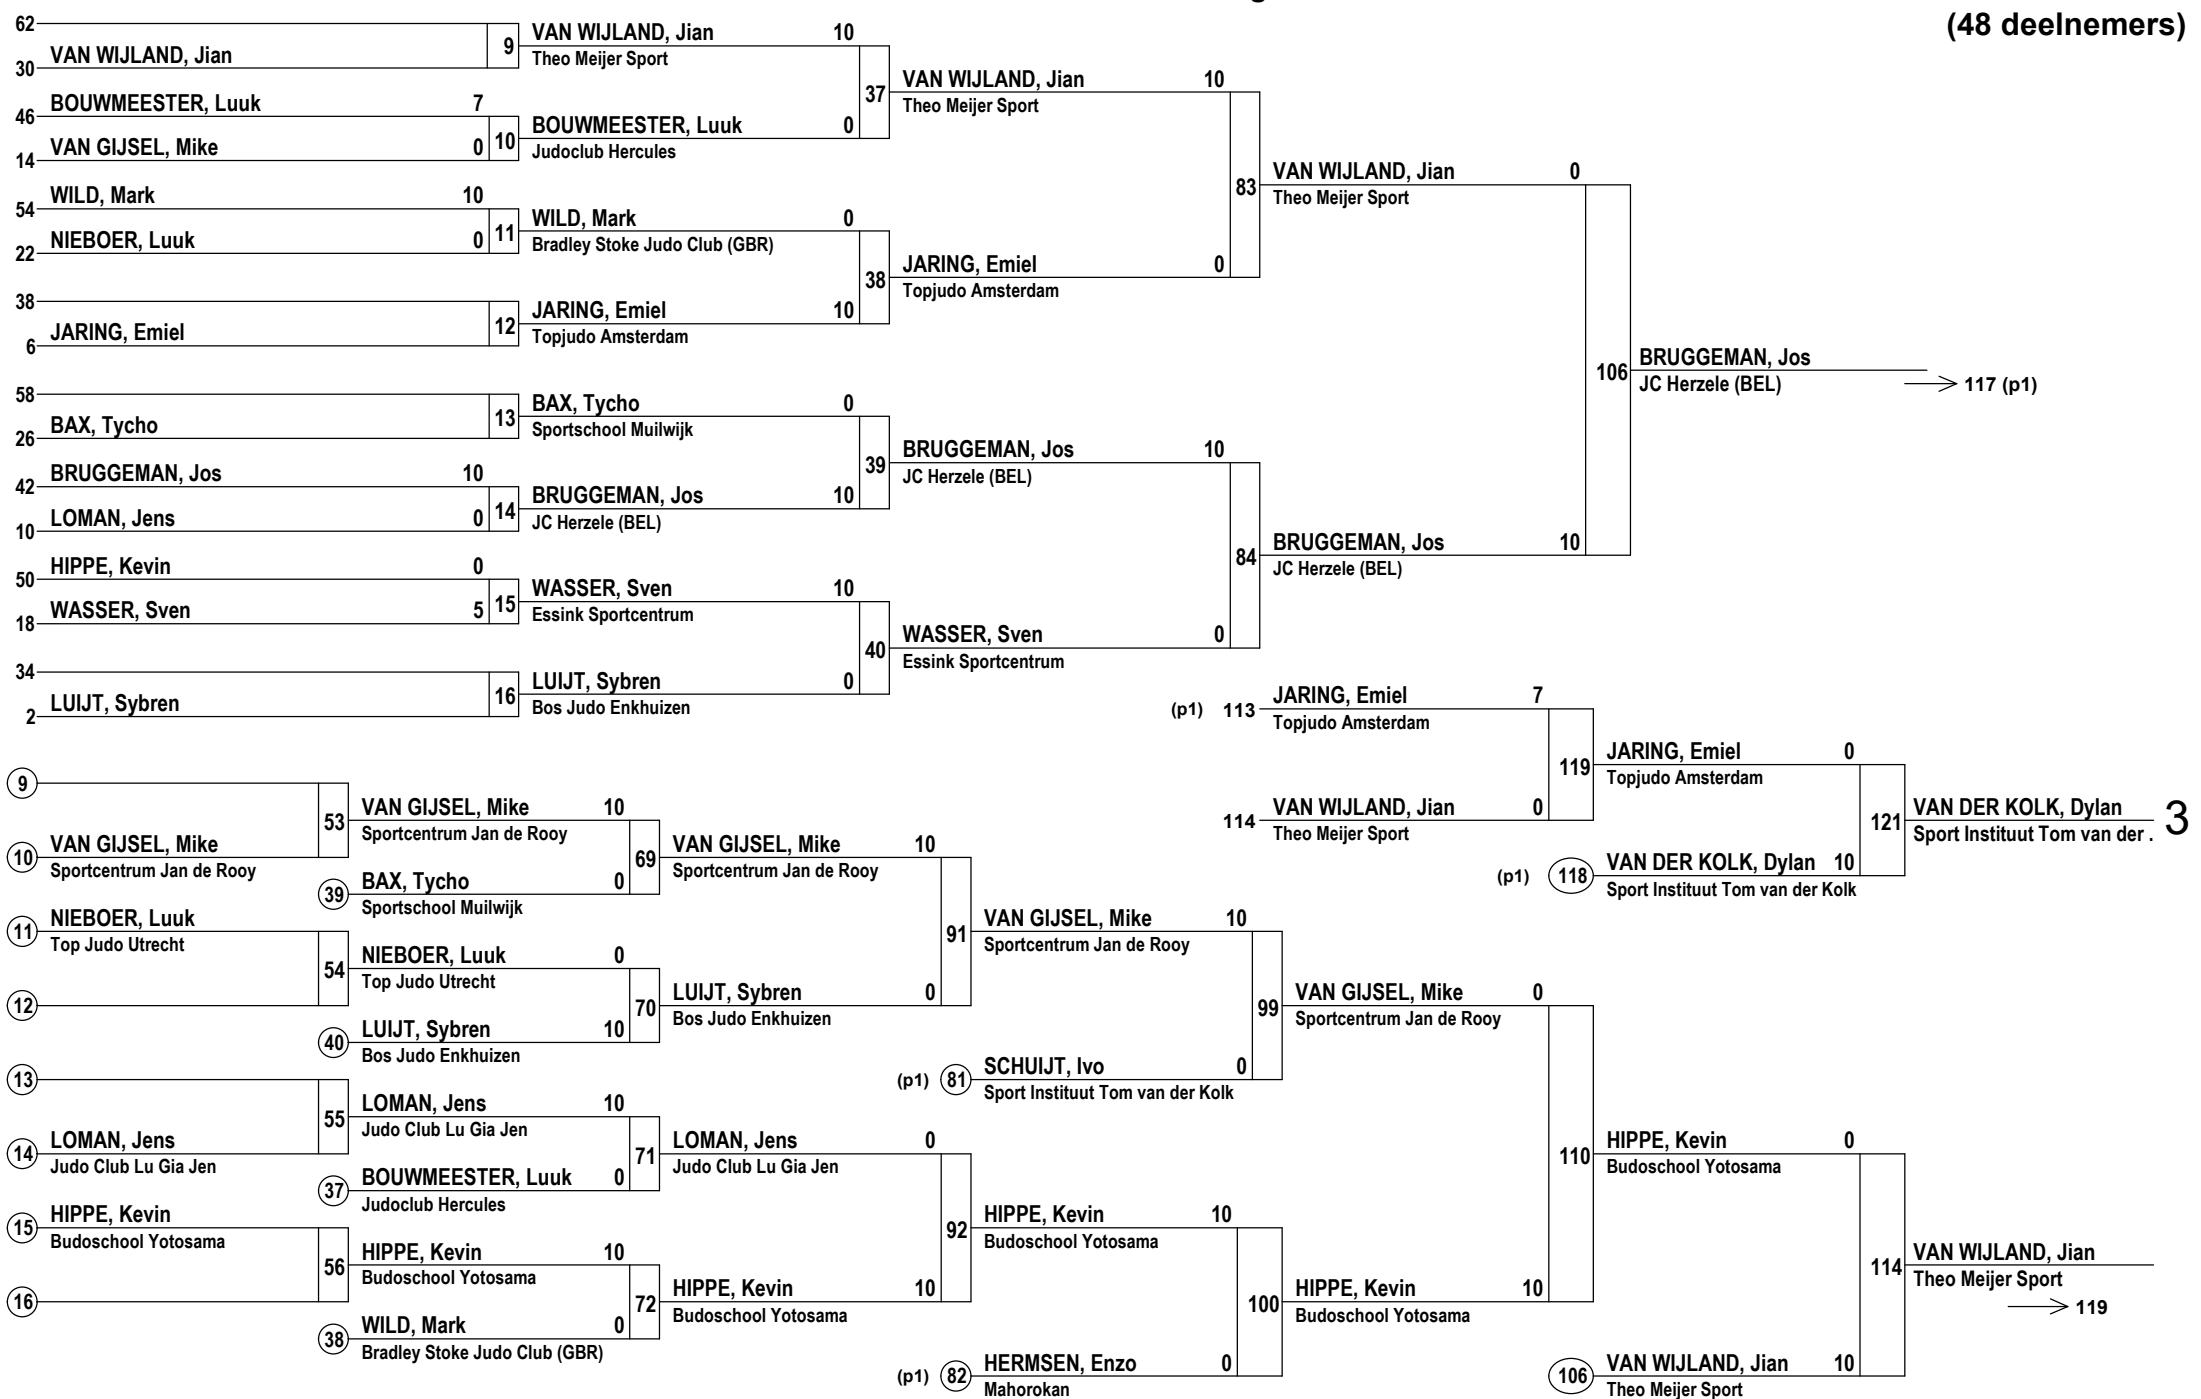 (48 deelnemers)
62
VAN WIJLAND, Jian
30
9
VAN WIJLAND, Jian 10
Theo Meijer Sport
BOUWMEESTER, Luuk 7
46
VAN GIJSEL, Mike 0
14
10
BOUWMEESTER, Luuk 0
Judoclub Hercules
37
VAN WIJLAND, Jian 10
Theo Meijer Sport
WILD, Mark 10
54
NIEBOER, Luuk 0
22
11
WILD, Mark 0
Bradley Stoke Judo Club (GBR)
38
JARING, Emiel
6
12
JARING, Emiel 10
Topjudo Amsterdam
38
JARING, Emiel 0
Topjudo Amsterdam
83
VAN WIJLAND, Jian 0
Theo Meijer Sport
58
BAX, Tycho
26
13
BAX, Tycho 0
Sportschool Muilwijk
BRUGGEMAN, Jos 10
42
LOMAN, Jens 0
10
14
BRUGGEMAN, Jos 10
JC Herzele (BEL)
39
BRUGGEMAN, Jos 10
JC Herzele (BEL)
HIPPE, Kevin 0
50
WASSER, Sven 5
18
15
WASSER, Sven 10
Essink Sportcentrum
34
LUIJT, Sybren
2
16
LUIJT, Sybren 0
Bos Judo Enkhuizen
40
WASSER, Sven 0
Essink Sportcentrum
84
BRUGGEMAN, Jos 10
JC Herzele (BEL)
106
BRUGGEMAN, Jos
JC Herzele (BEL)
117 (p1)
(p1) 113
JARING, Emiel 7
Topjudo Amsterdam
114
VAN WIJLAND, Jian 0
Theo Meijer Sport
119
JARING, Emiel 0
Topjudo Amsterdam
(p1) 118
VAN DER KOLK, Dylan 10
Sport Instituut Tom van der Kolk
121
VAN DER KOLK, Dylan
Sport Instituut Tom van der .
3
9
VAN GIJSEL, Mike
10
Sportcentrum Jan de Rooy
53
VAN GIJSEL, Mike 10
Sportcentrum Jan de Rooy
BAX, Tycho 0
39
Sportschool Muilwijk
69
VAN GIJSEL, Mike 10
Sportcentrum Jan de Rooy
NIEBOER, Luuk
11
Top Judo Utrecht
12
54
NIEBOER, Luuk 0
Top Judo Utrecht
LUIJT, Sybren 10
40
Bos Judo Enkhuizen
70
LUIJT, Sybren 0
Bos Judo Enkhuizen
91
VAN GIJSEL, Mike 10
Sportcentrum Jan de Rooy
(p1) 81
SCHUIJT, Ivo 0
Sport Instituut Tom van der Kolk
99
VAN GIJSEL, Mike 0
Sportcentrum Jan de Rooy
13
LOMAN, Jens
14
Judo Club Lu Gia Jen
55
LOMAN, Jens 10
Judo Club Lu Gia Jen
BOUWMEESTER, Luuk 0
37
Judoclub Hercules
71
LOMAN, Jens 0
Judo Club Lu Gia Jen
HIPPE, Kevin
15
Budoschool Yotosama
16
56
HIPPE, Kevin 10
Budoschool Yotosama
WILD, Mark 0
38
Bradley Stoke Judo Club (GBR)
72
HIPPE, Kevin 10
Budoschool Yotosama
92
HIPPE, Kevin 10
Budoschool Yotosama
(p1) 82
HERMSEN, Enzo 0
Mahorokan
100
HIPPE, Kevin 10
Budoschool Yotosama
110
HIPPE, Kevin 0
Budoschool Yotosama
106
VAN WIJLAND, Jian 10
Theo Meijer Sport
114
VAN WIJLAND, Jian
Theo Meijer Sport
119